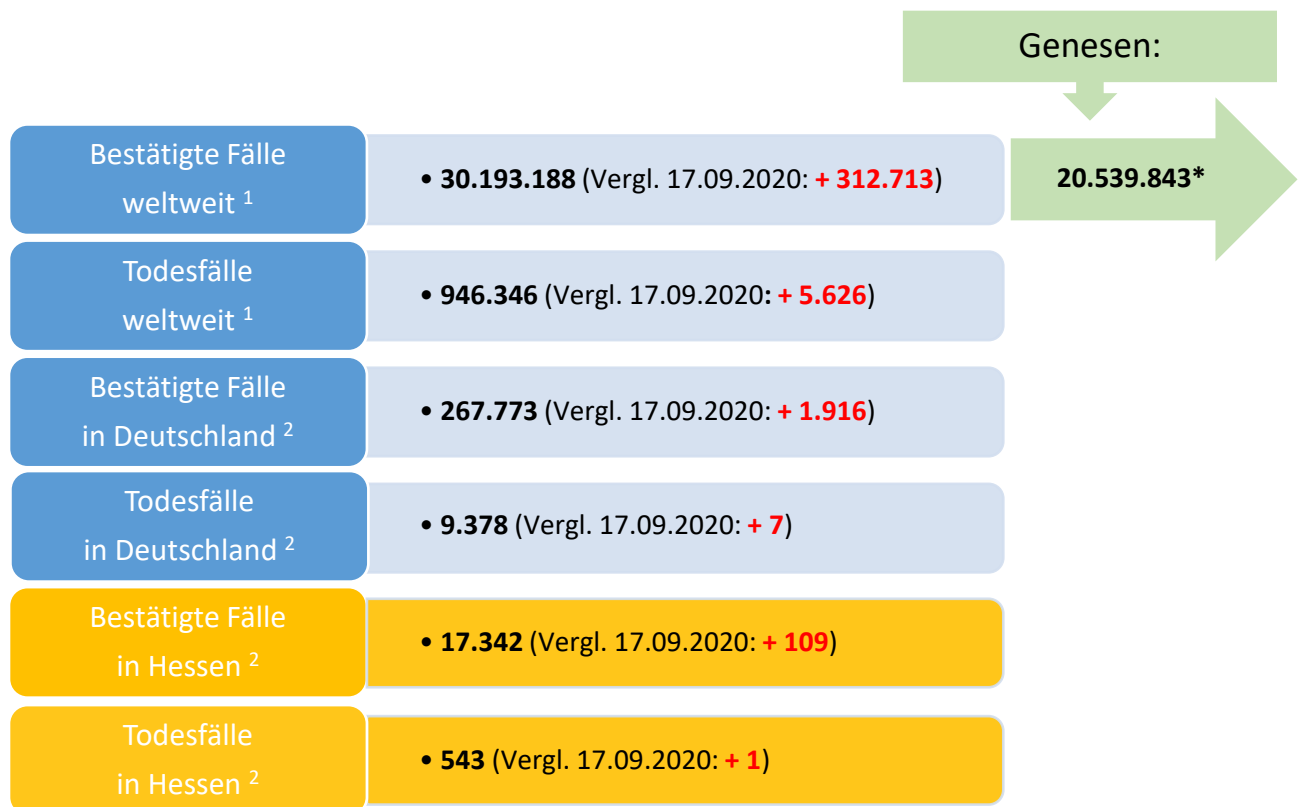 Genesen:
Bestätigte Fälle
weltweit ¹
• 30.193.188 (Vergl. 17.09.2020: + 312.713)
20.539.843*
Todesfälle
weltweit ¹
• 946.346 (Vergl. 17.09.2020: + 5.626)
Bestätigte Fälle
in Deutschland ²
• 267.773 (Vergl. 17.09.2020: + 1.916)
Todesfälle
in Deutschland ²
• 9.378 (Vergl. 17.09.2020: + 7)
Bestätigte Fälle
in Hessen ²
• 17.342 (Vergl. 17.09.2020: + 109)
Todesfälle
in Hessen ²
• 543 (Vergl. 17.09.2020: + 1)